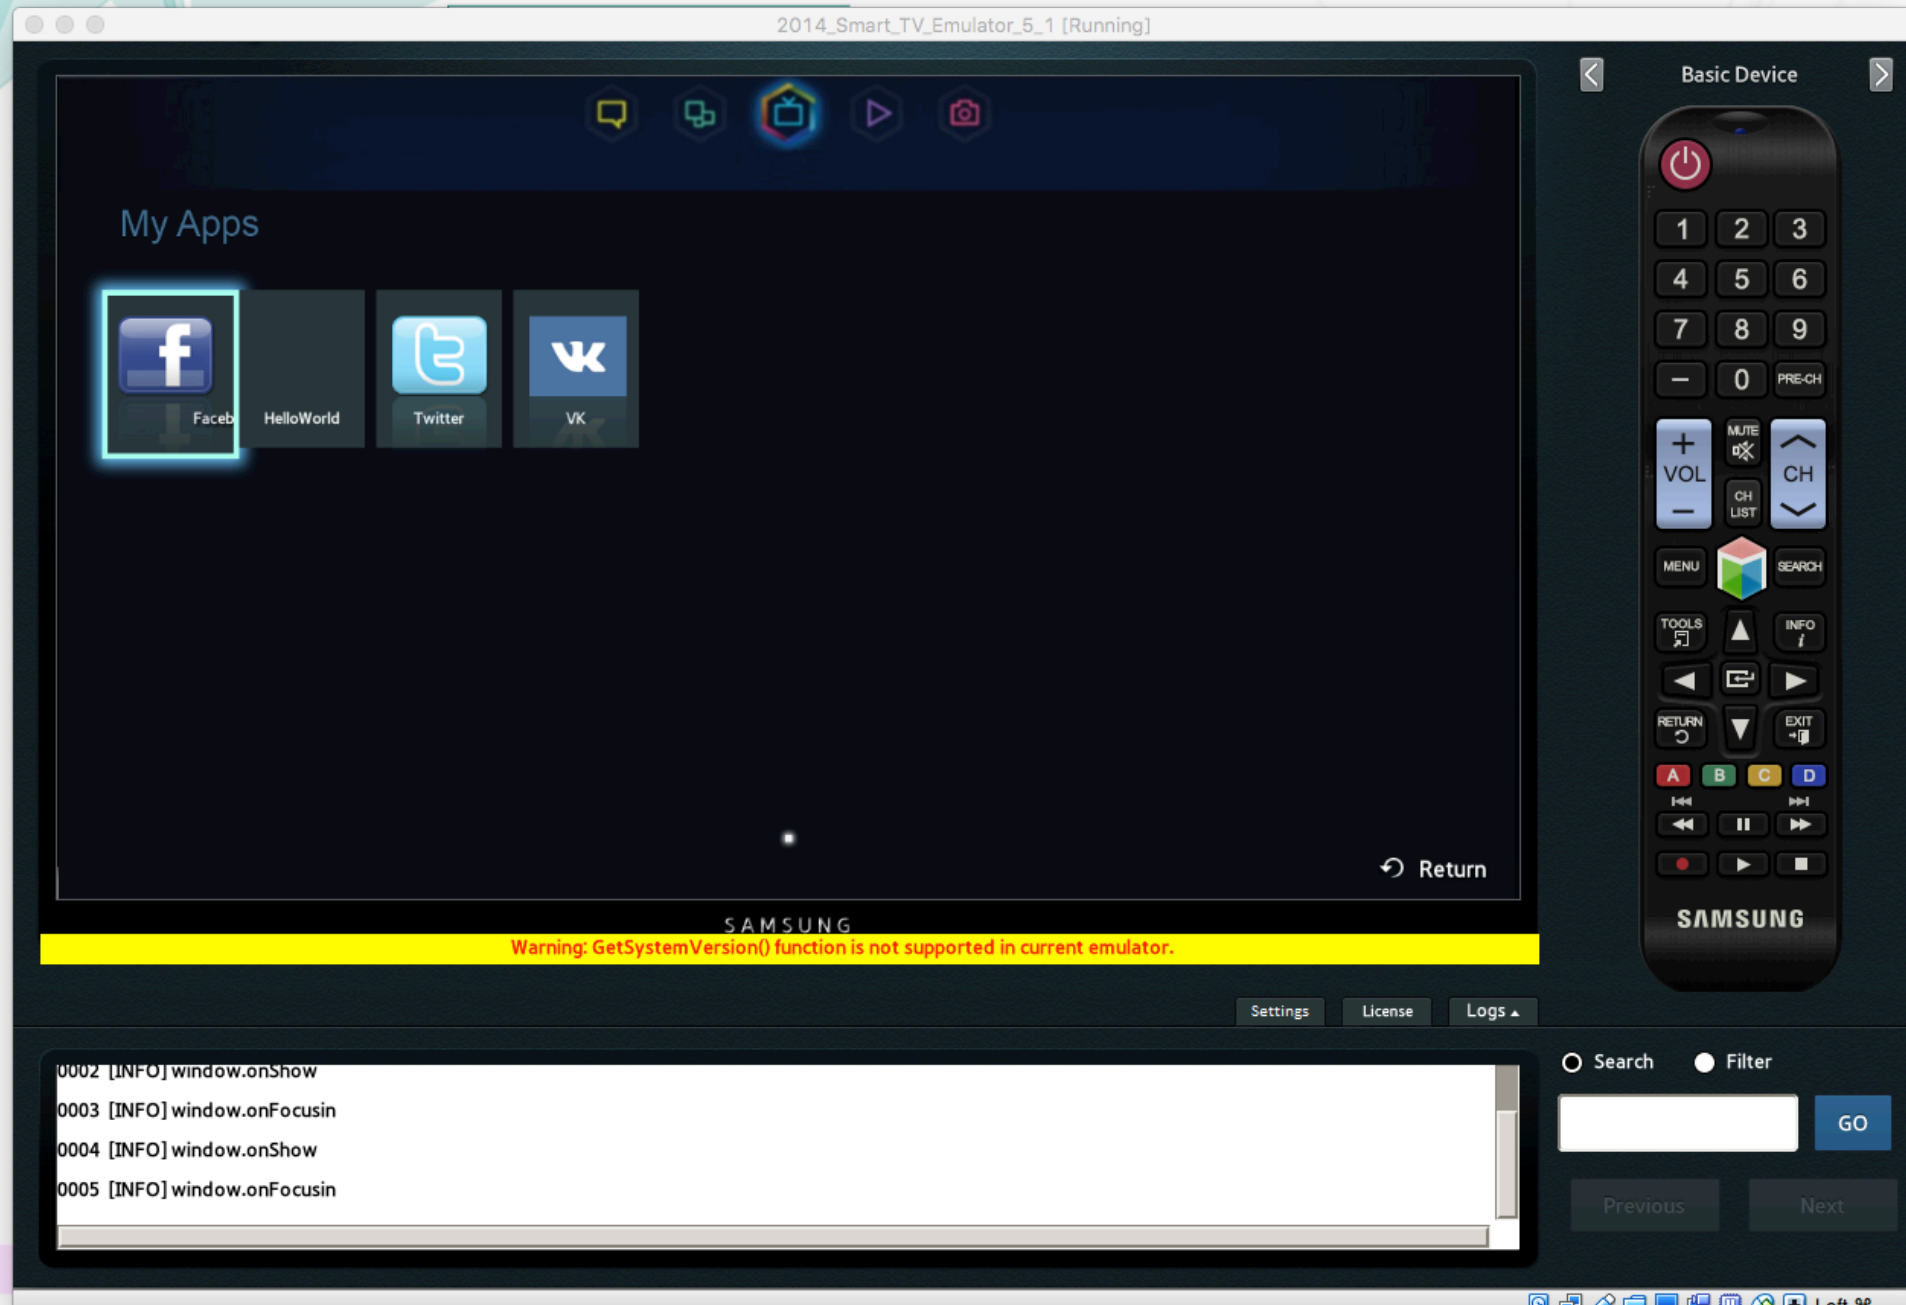 2014_Smart_TV_Emulator_5_1 [Running]
Basic Device
My Apps
Faceb
HelloWorld
Twitter
VK
Return
SAMSUNG
Warning: GetSystemVersion() function is not supported in current emulator.
Settings
License
Logs
0002 [INFO] window.onShow
0003 [INFO] window.onFocusin
0004 [INFO] window.onShow
0005 [INFO] window.onFocusin
1 2 3
4 5 6
7 8 9
0 PRE-CH
MUTE
+ VOL -
CH
CH LIST
MENU
SEARCH
TOOLS
INFO
i
RETURN
EXIT
A B C D
SAMSUNG
Search
Filter
GO
Previous
Next
Left ⌘